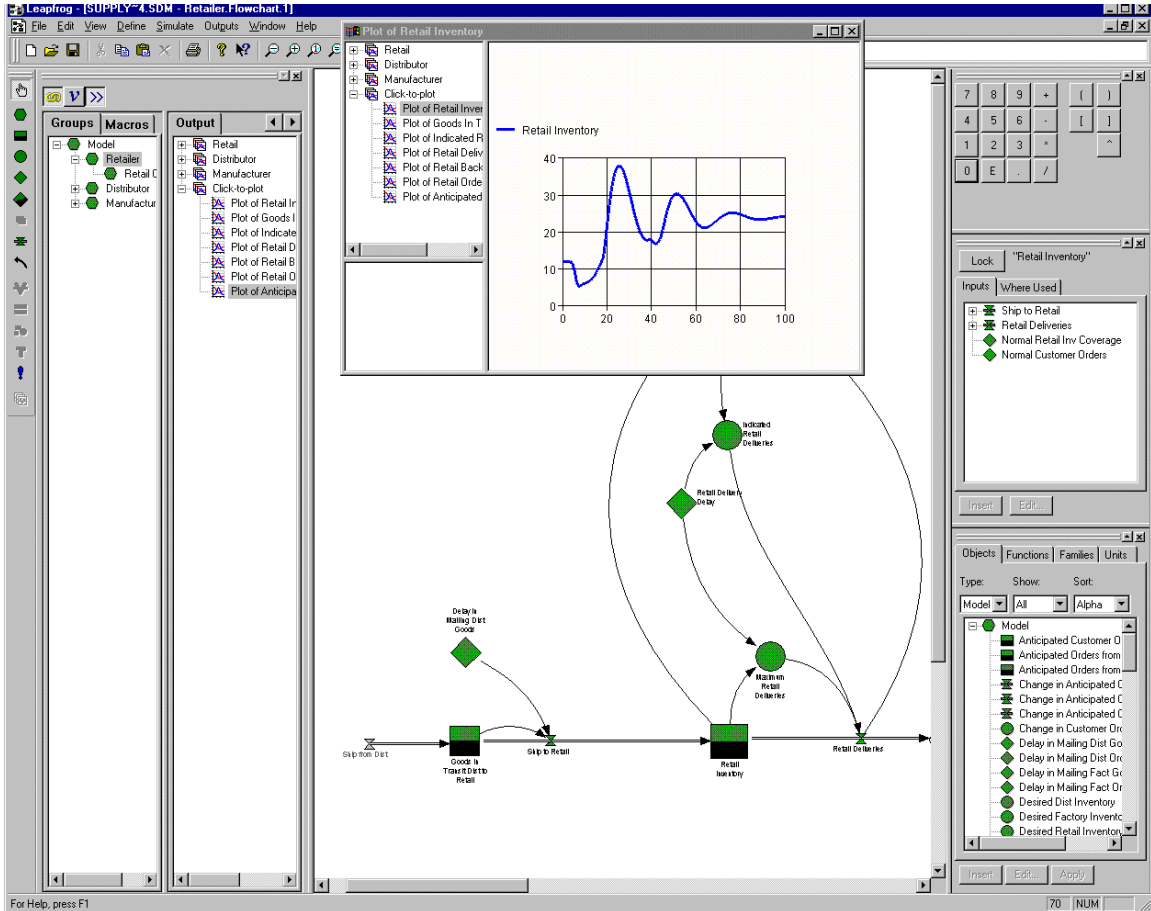 Leapfrog - [SUPPLY~4.SDM - Retailer.Flowchart.1]
File Edit View Define Simulate Outputs Window Help
Plot of Retail Inventory
Retail
Distributor
Manufacturer
Click-to-plot
Plot of Retail Inver
Plot of Goods In T
Plot of Indicated R
Plot of Retail Deliv
Plot of Retail Back
Plot of Retail Orde
Plot of Anticipated
Retail Inventory
40
30
20
10
0
0 20 40 60 80 100
Groups Macros
Model
Retailer
Retail C
Distributor
Manufactur
Output
Retail
Distributor
Manufacturer
Click-to-plot
Plot of Retail Ir
Plot of Goods I
Plot of Indicate
Plot of Retail D
Plot of Retail B
Plot of Retail O
Plot of Anticipa
Indicated
Retail
Deliveries
Retail Delivery
Delay
Delay in
Mailing Dist
Goods
Maximum
Retail
Deliveries
Ship from Dist
Goods In
Transit Dist to
Retail
Ship to Retail
Retail
Inventory
Retail Deliveries
7 8 9 + ( )
4 5 6 - [ ]
1 2 3 * ^
0 E . /
Lock "Retail Inventory"
Inputs Where Used
Ship to Retail
Retail Deliveries
Normal Retail Inv Coverage
Normal Customer Orders
Insert Edit...
Objects Functions Families Units
Type: Show: Sort:
Model All Alpha
Model
Anticipated Customer O
Anticipated Orders from
Anticipated Orders from
Change in Anticipated C
Change in Anticipated C
Change in Anticipated C
Change in Customer Orc
Delay in Mailing Dist Go
Delay in Mailing Dist Orc
Delay in Mailing Fact Gc
Delay in Mailing Fact Or
Desired Dist Inventory
Desired Factory Invento
Desired Retail Inventory
Insert Edit... Apply
For Help, press F1
70 NUM